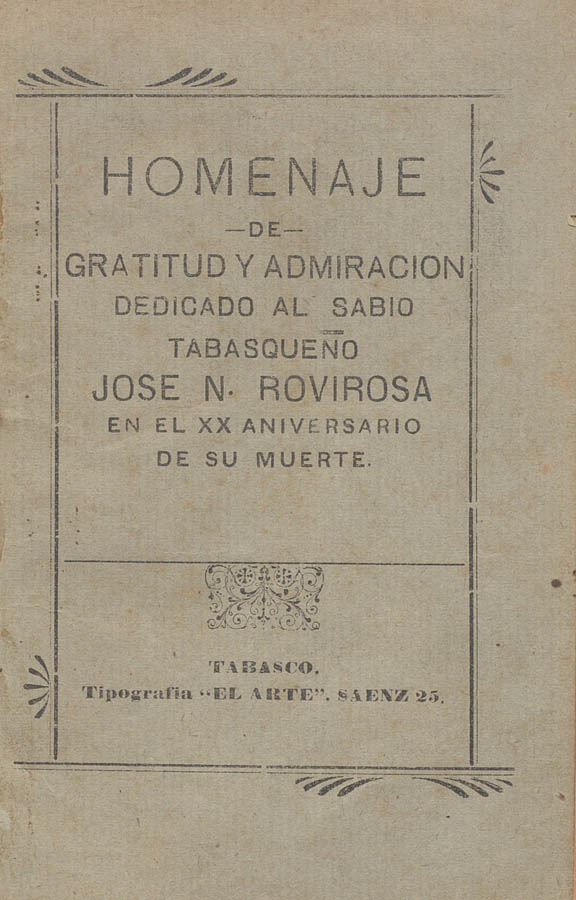 HOMENAJE
—DE—
GRATITUD Y ADMIRACION
DEDICADO AL SABIO
TABASQUEÑO
JOSE N. ROVIROSA
EN EL XX ANIVERSARIO
DE SU MUERTE.
TABASCO.
Tipografia "EL ARTE". SAENZ 25.